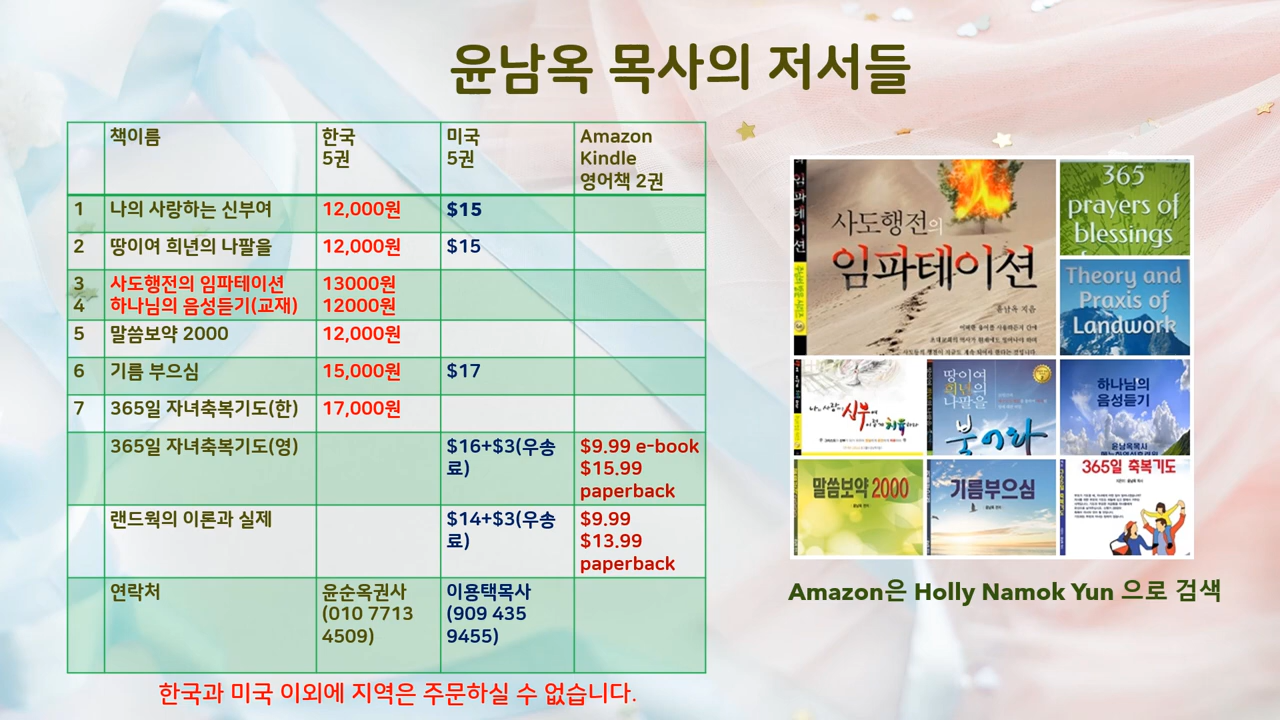 윤남옥 목사의 저서들
책이름 한국 5권 미국 5권 Amazon Kindle 영어책 2권
1 나의 사랑하는 신부여 12,000원 $15
2 땅이여 희년의 나팔을 12,000원 $15
3 사도행전의 임파테이션 13000원
4 하나님의 음성듣기(교재) 12000원
5 말씀보약 2000 12,000원
6 기름 부으심 15,000원 $17
7 365일 자녀축복기도(한) 17,000원
365일 자녀축복기도(영) $16+$3(우송료) $9.99 e-book $15.99 paperback
랜드웍의 이론과 실제 $14+$3(우송료) $9.99 $13.99 paperback
연락처 윤순옥권사 (010 7713 4509) 이용택목사 (909 435 9455)
한국과 미국 이외에 지역은 주문하실 수 없습니다.
사도행전의
임파테이션
윤남옥 지음
365
prayers of
blessings
Theory and
Praxis of
Landwork
땅이여
희년의
나팔을
불어라
하나님의
음성듣기
윤남옥목사
말씀보약 2000
기름부으심
365일 축복기도
Amazon은 Holly Namok Yun 으로 검색